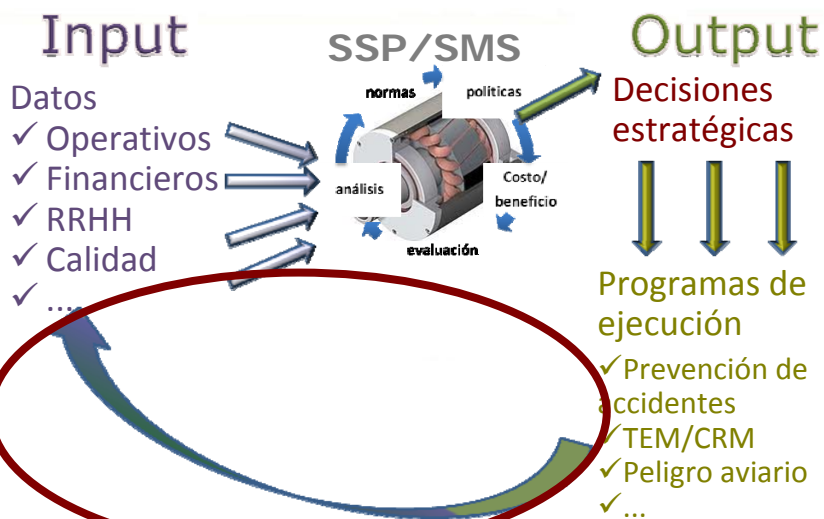 Input
Datos
✓ Operativos
✓ Financieros
✓ RRHH
✓ Calidad
✓ ....
SSP/SMS
normas
políticas
análisis
Costo/
beneficio
evaluación
Output
Decisiones
estratégicas
Programas de
ejecución
✓Prevención de
accidentes
✓TEM/CRM
✓Peligro aviario
✓...